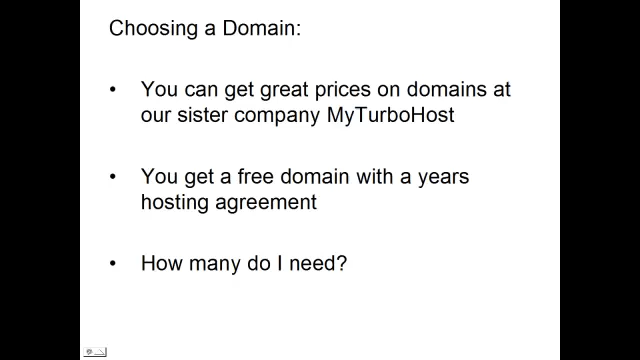 Choosing a Domain:
• You can get great prices on domains at
our sister company MyTurboHost
• You get a free domain with a years
hosting agreement
• How many do I need?